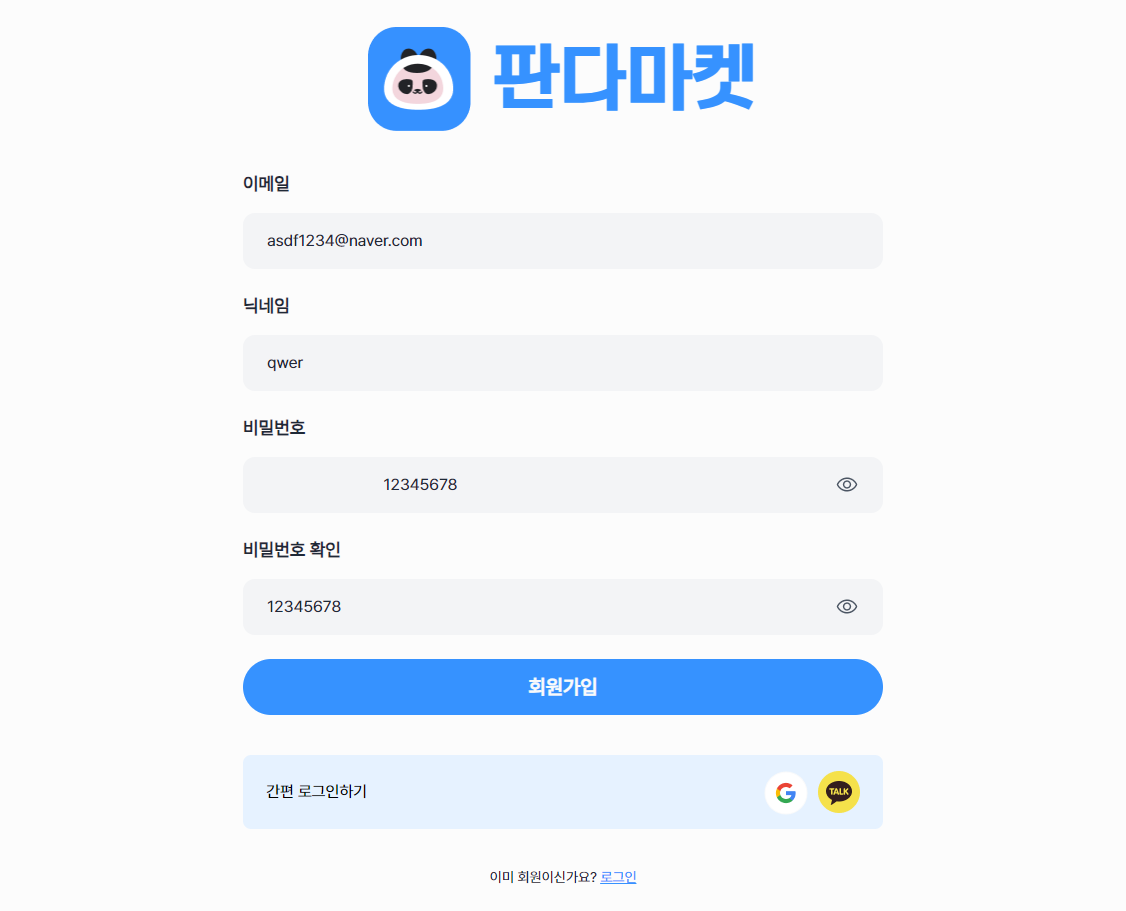 판다마켓
이메일
asdf1234@naver.com
닉네임
qwer
비밀번호
12345678
비밀번호 확인
12345678
회원가입
간편 로그인하기
TALK
이미 회원이신가요? 로그인